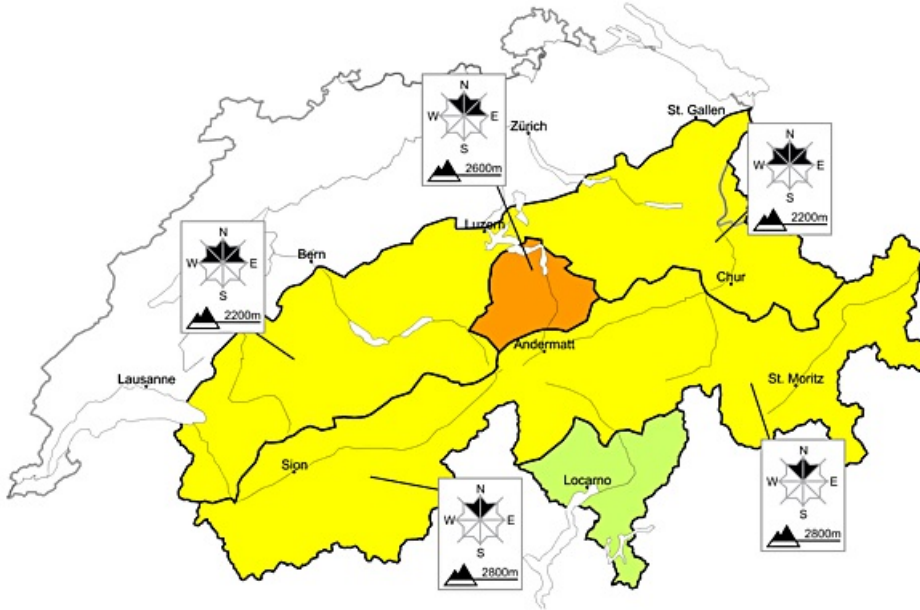 N
W E
S
2600m
Zürich
St. Gallen
N
W E
S
2200m
Luzern
N
W E
S
2200m
Bern
Chur
Andermatt
Lausanne
St. Moritz
Sion
Locarno
N
W E
S
2800m
N
W E
S
2800m